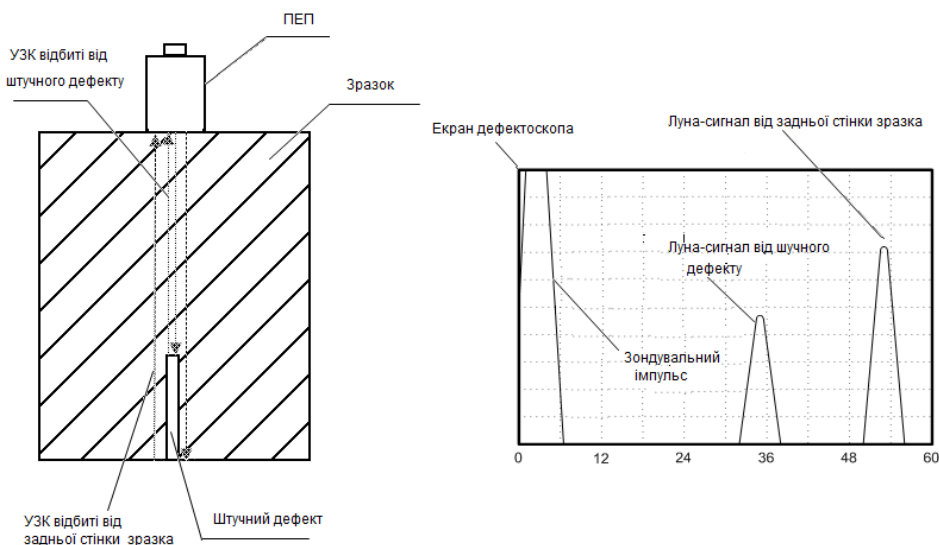 ПЕП
УЗК відбиті від
штучного дефекту
Зразок
УЗК відбиті від
задньої стінки зразка
Штучний дефект
Екран дефектоскопа
Луна-сигнал від задньої стінки зразка
Луна-сигнал від шучного
дефекту
Зондувальний
імпульс
0 12 24 36 48 60